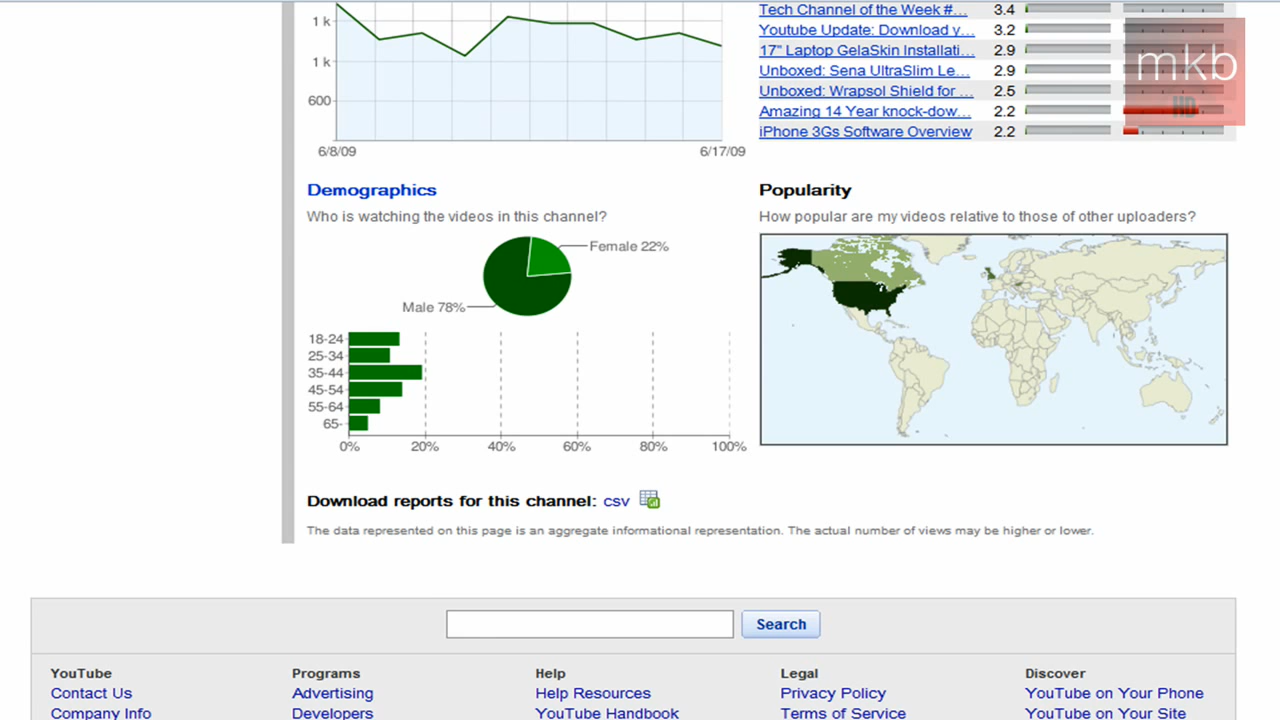 1 k
1 k
600
6/8/09
6/17/09
Tech Channel of the Week #... 3.4
Youtube Update: Download y... 3.2
17" Laptop GelaSkin Installati... 2.9
Unboxed: Sena UltraSlim Le... 2.9
Unboxed: Wrapsol Shield for ... 2.5
Amazing 14 Year knock-dow... 2.2
iPhone 3Gs Software Overview 2.2
mkb
HD
Demographics
Who is watching the videos in this channel?
Female 22%
Male 78%
18-24
25-34
35-44
45-54
55-64
65-
0% 20% 40% 60% 80% 100%
Popularity
How popular are my videos relative to those of other uploaders?
Download reports for this channel: csv
The data represented on this page is an aggregate informational representation. The actual number of views may be higher or lower.
Search
YouTube Programs Help Legal Discover
Contact Us Advertising Help Resources Privacy Policy YouTube on Your Phone
Company Info Developers YouTube Handbook Terms of Service YouTube on Your Site